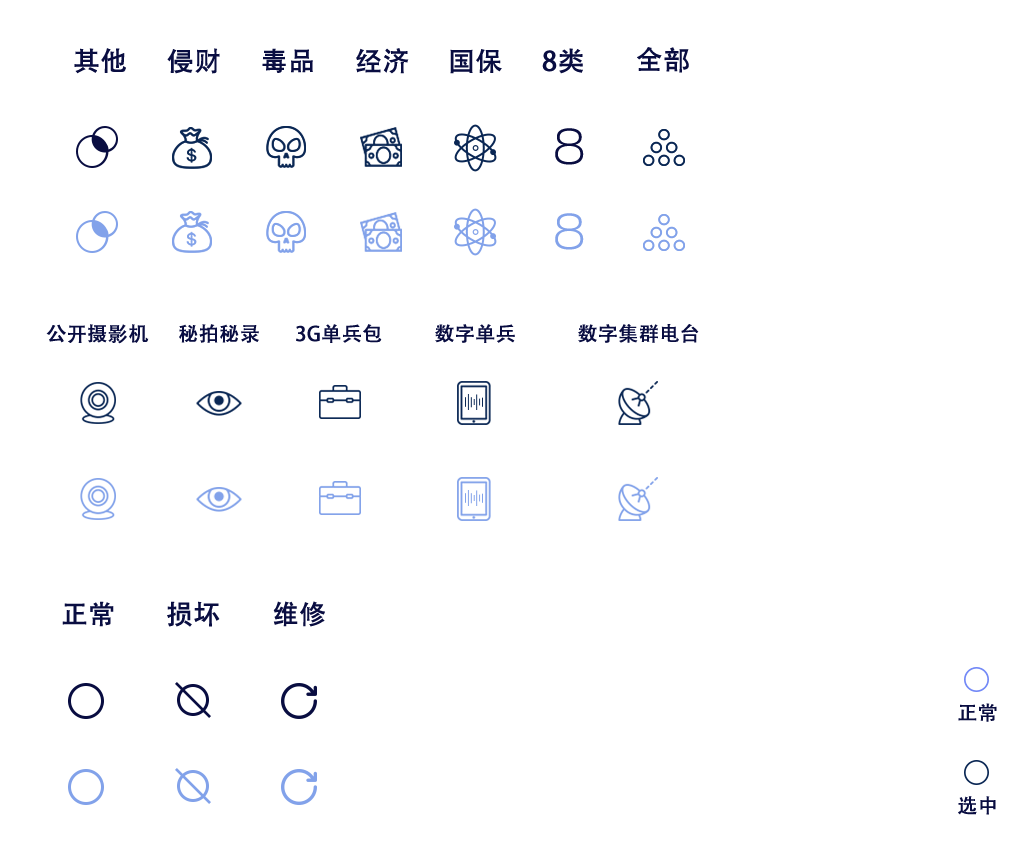 其他 侵财 毒品 经济 国保 8类 全部
$ 8
$ 8
公开摄影机 秘拍秘录 3G单兵包 数字单兵 数字集群电台
正常 损坏 维修
正常
选中